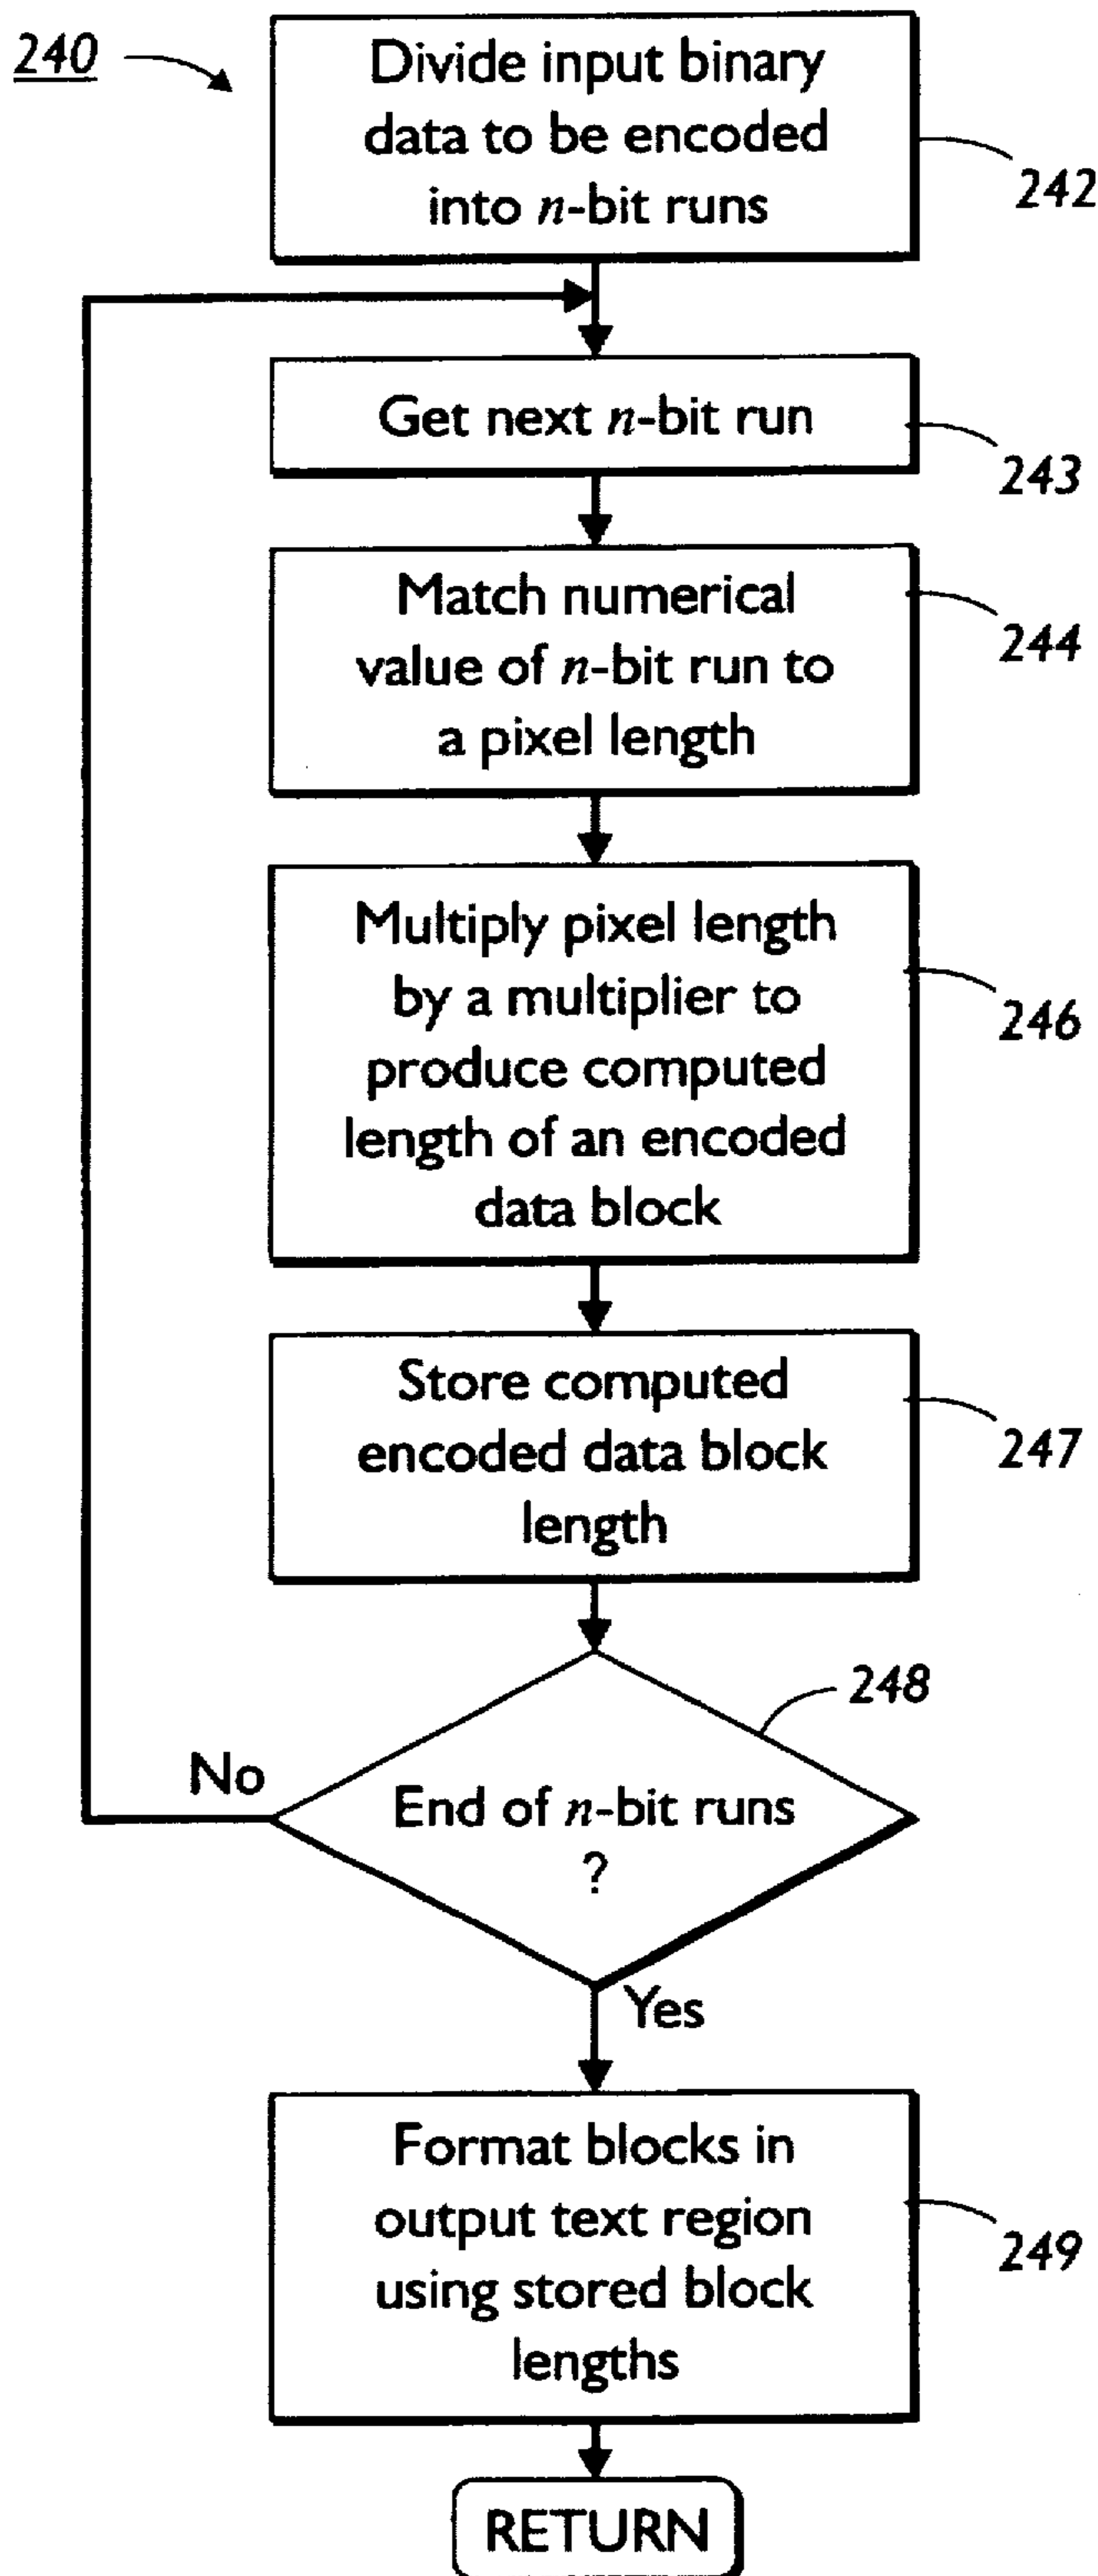 240
Divide input binary
data to be encoded
into n-bit runs
242
Get next n-bit run
243
Match numerical
value of n-bit run to
a pixel length
244
Multiply pixel length
by a multiplier to
produce computed
length of an encoded
data block
246
Store computed
encoded data block
length
247
248
No
End of n-bit runs
?
Yes
Format blocks in
output text region
using stored block
lengths
249
RETURN